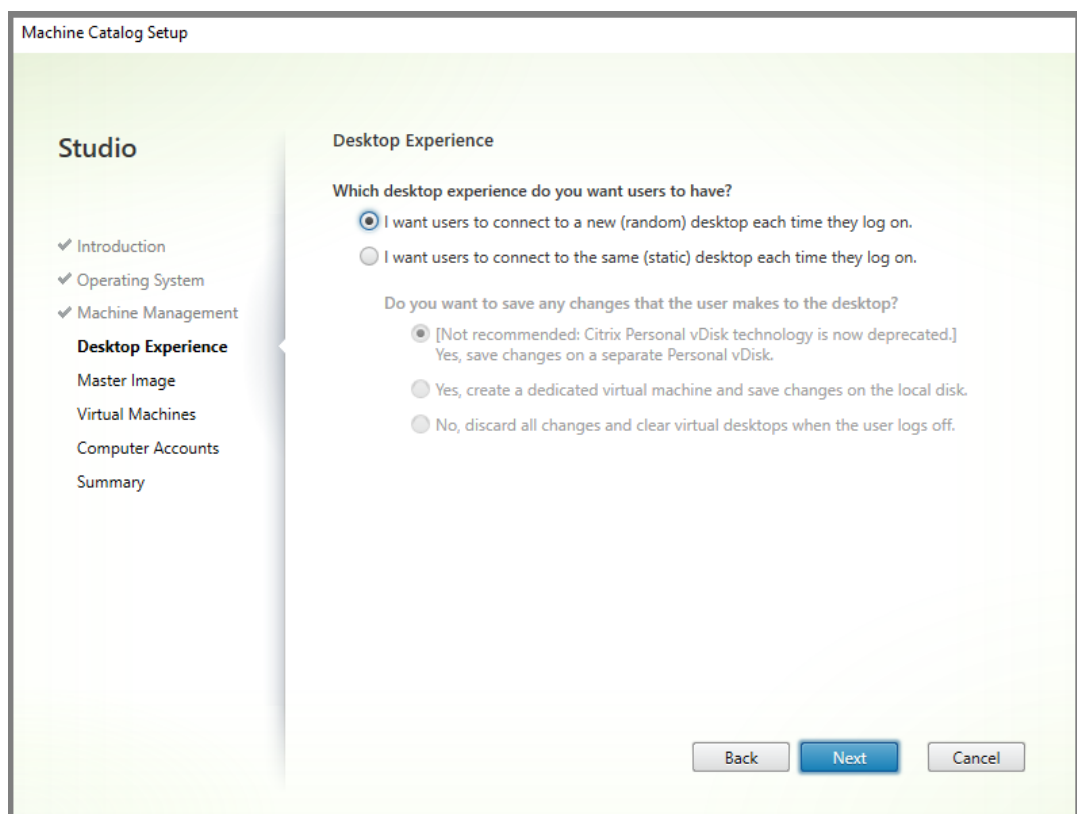 Machine Catalog Setup
Studio
Introduction
Operating System
Machine Management
Desktop Experience
Master Image
Virtual Machines
Computer Accounts
Summary
Desktop Experience
Which desktop experience do you want users to have?
I want users to connect to a new (random) desktop each time they log on.
I want users to connect to the same (static) desktop each time they log on.
Do you want to save any changes that the user makes to the desktop?
[Not recommended: Citrix Personal vDisk technology is now deprecated.]
Yes, save changes on a separate Personal vDisk.
Yes, create a dedicated virtual machine and save changes on the local disk.
No, discard all changes and clear virtual desktops when the user logs off.
Back
Next
Cancel